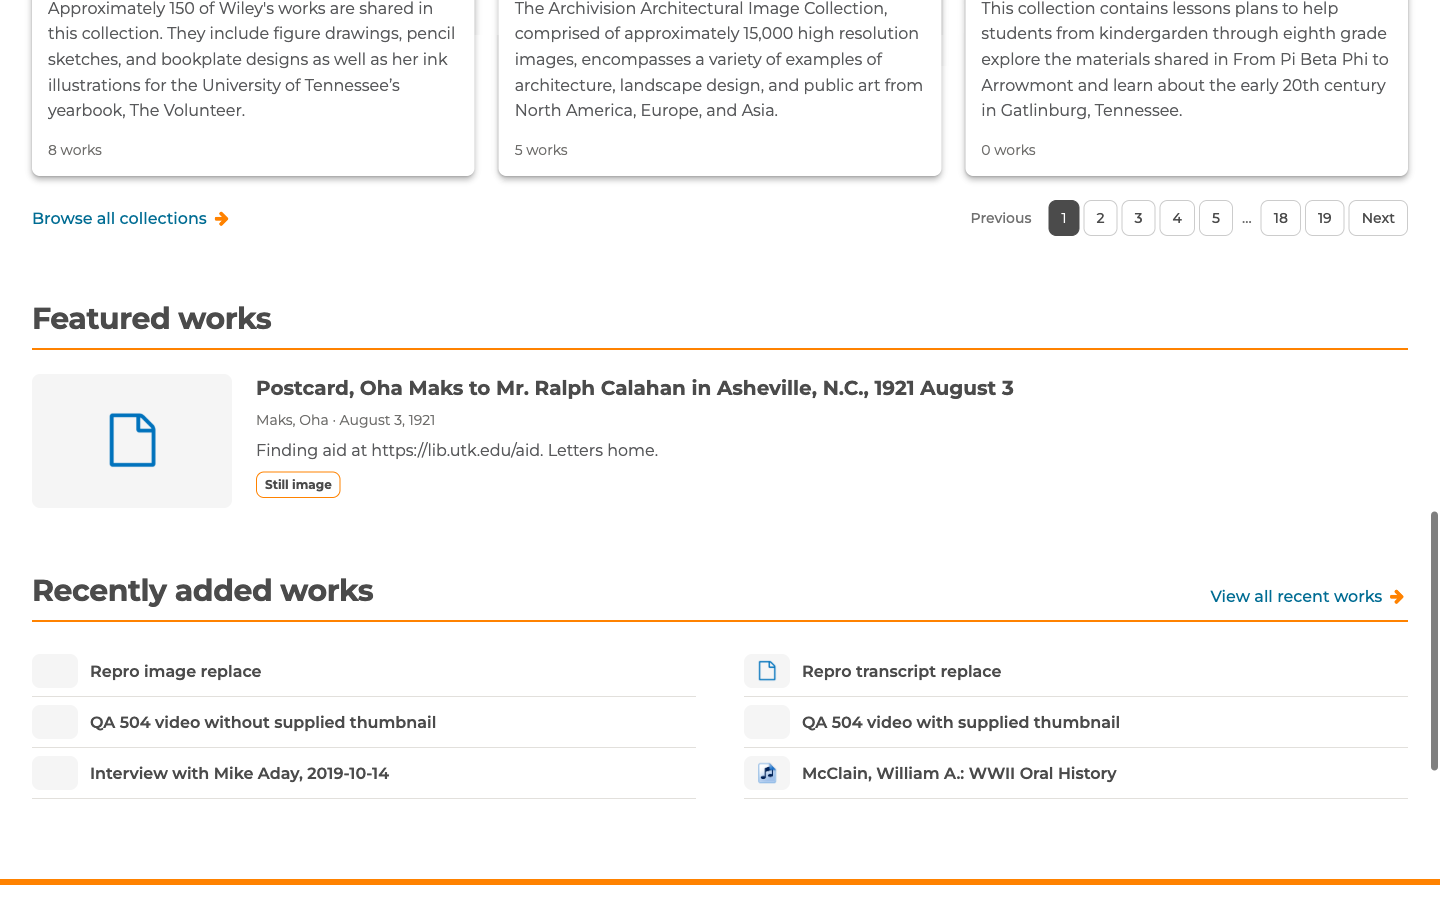 Approximately 150 of Wiley's works are shared in
this collection. They include figure drawings, pencil
sketches, and bookplate designs as well as her ink
illustrations for the University of Tennessee’s
yearbook, The Volunteer.
8 works
The Archivision Architectural Image Collection,
comprised of approximately 15,000 high resolution
images, encompasses a variety of examples of
architecture, landscape design, and public art from
North America, Europe, and Asia.
5 works
This collection contains lessons plans to help
students from kindergarden through eighth grade
explore the materials shared in From Pi Beta Phi to
Arrowmont and learn about the early 20th century
in Gatlinburg, Tennessee.
0 works
Browse all collections
Previous 1 2 3 4 5 ... 18 19 Next
Featured works
Postcard, Oha Maks to Mr. Ralph Calahan in Asheville, N.C., 1921 August 3
Maks, Oha · August 3, 1921
Finding aid at https://lib.utk.edu/aid. Letters home.
Still image
Recently added works
View all recent works
Repro image replace
Repro transcript replace
QA 504 video without supplied thumbnail
QA 504 video with supplied thumbnail
Interview with Mike Aday, 2019-10-14
McClain, William A.: WWII Oral History